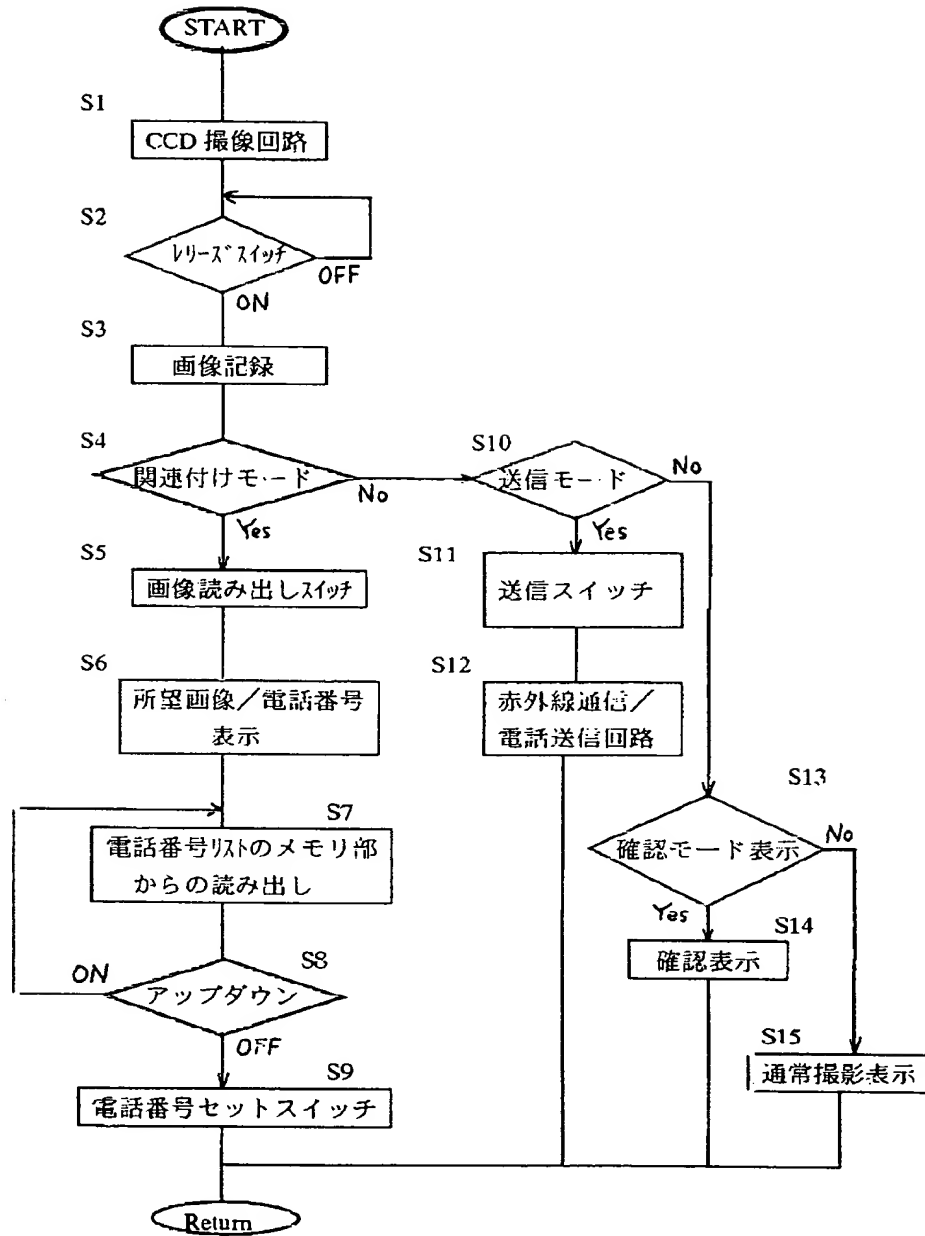 START
S1
CCD 撮像回路
S2
ﾚﾘｰｽﾞスイッチ
OFF
ON
S3
画像記録
S4
関連付けモード
No
Yes
S5
画像読み出しスイッチ
S6
所望画像／電話番号
表示
S7
電話番号ﾘｽﾄのメモリ部
からの読み出し
S8
ON
アップダウン
OFF
S9
電話番号セットスイッチ
Return
S10
送信モード
No
Yes
S11
送信スイッチ
S12
赤外線通信／
電話送信回路
S13
確認モード表示
No
Yes
S14
確認表示
S15
通常撮影表示